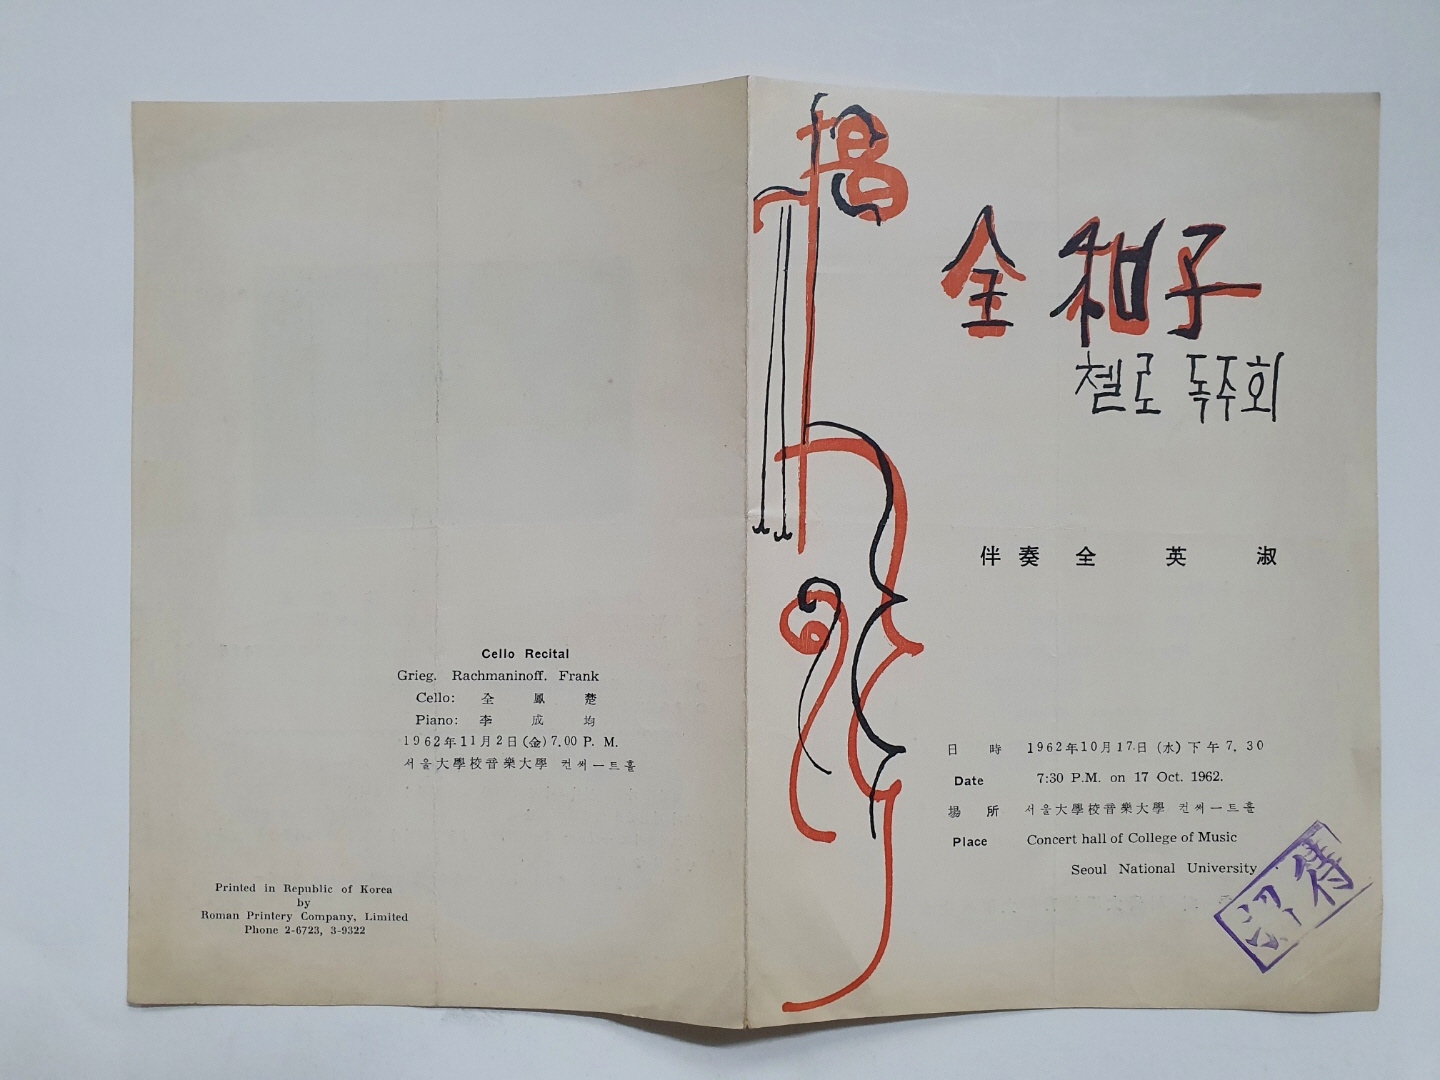 全和子
첼로 독주회
伴奏 全 英 淑
日 時 1962年10月17日 (水) 下午7.30
Date 7:30 P.M. on 17 Oct. 1962.
場 所 서울大學校音樂大學 컨써ー트홀
Place Concert hall of College of Music
Seoul National University
招待
Cello Recital
Grieg. Rachmaninoff. Frank
Cello: 全 鳳 楚
Piano: 李 成 均
1962年11月2日(金)7.00 P. M.
서울大學校音樂大學 컨써ー트홀
Printed in Republic of Korea
by
Roman Printery Company, Limited
Phone 2-6723, 3-9322